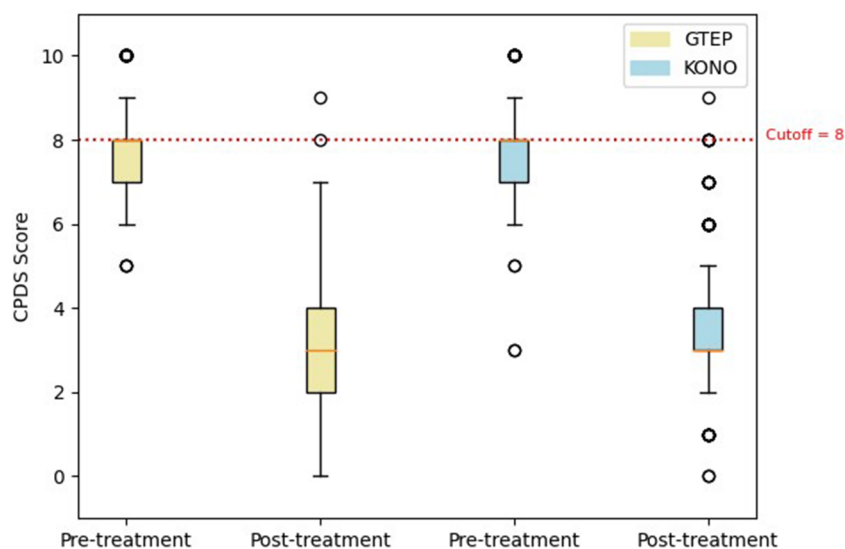 GTEP
KONO
Cutoff = 8
CPDS Score
10
8
6
4
2
0
Pre-treatment Post-treatment Pre-treatment Post-treatment